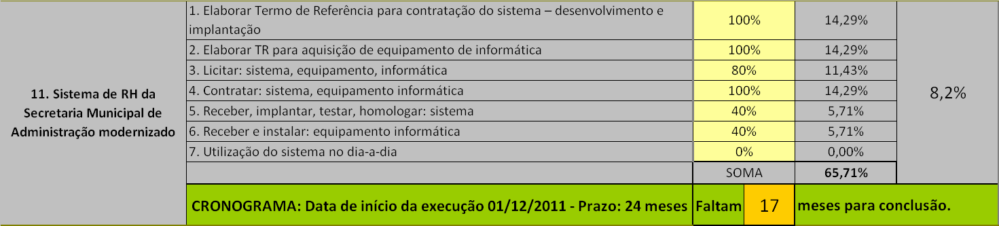 11. Sistema de RH da
Secretaria Municipal de
Administração modernizado
1. Elaborar Termo de Referência para contratação do sistema – desenvolvimento e
implantação
100%
14,29%
2. Elaborar TR para aquisição de equipamento de informática
100%
14,29%
3. Licitar: sistema, equipamento, informática
80%
11,43%
4. Contratar: sistema, equipamento informática
100%
14,29%
5. Receber, implantar, testar, homologar: sistema
40%
5,71%
6. Receber e instalar: equipamento informática
40%
5,71%
7. Utilização do sistema no dia-a-dia
0%
0,00%
SOMA
65,71%
8,2%
CRONOGRAMA: Data de início da execução 01/12/2011 - Prazo: 24 meses Faltam 17 meses para conclusão.